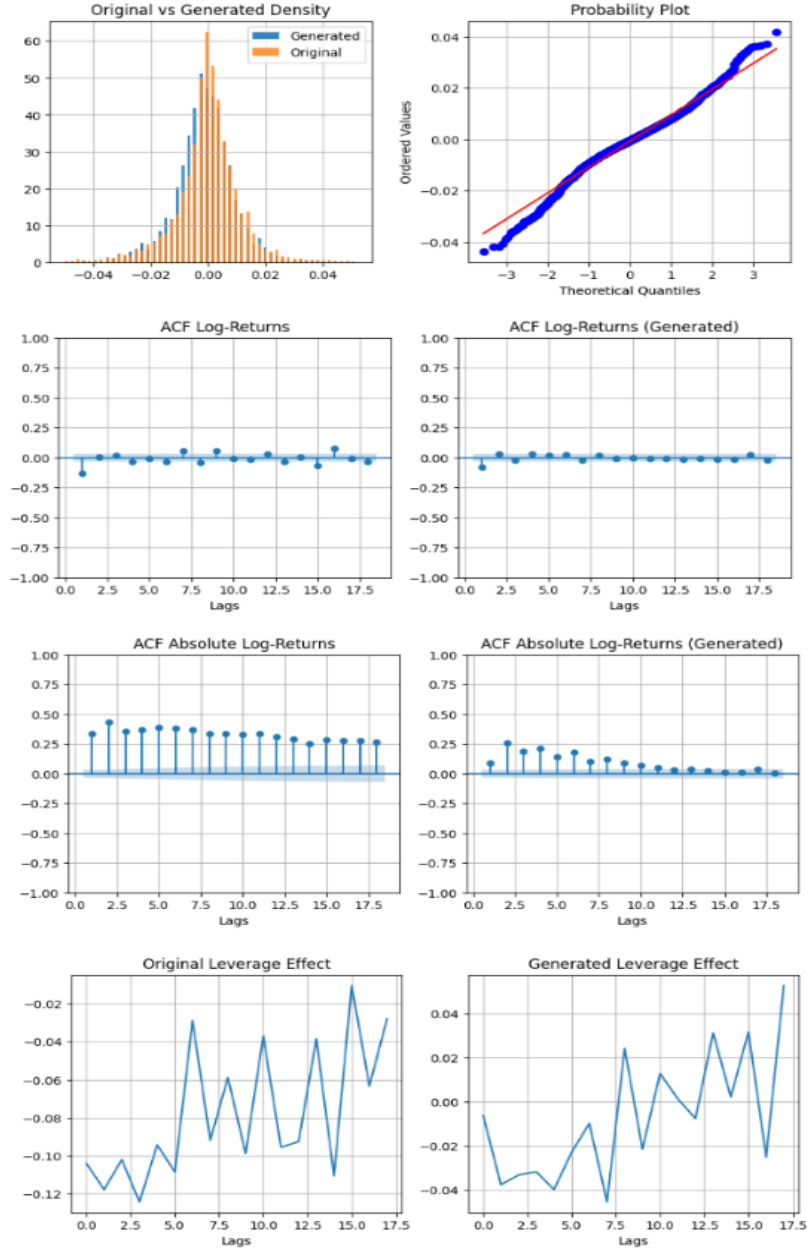 Original vs Generated Density
Generated
Original
60
50
40
30
20
10
0
−0.04 −0.02 0.00 0.02 0.04
Probability Plot
Ordered Values
0.04
0.02
0.00
−0.02
−0.04
−3 −2 −1 0 1 2 3
Theoretical Quantiles
ACF Log-Returns
1.00
0.75
0.50
0.25
0.00
−0.25
−0.50
−0.75
−1.00
0.0 2.5 5.0 7.5 10.0 12.5 15.0 17.5
Lags
ACF Log-Returns (Generated)
1.00
0.75
0.50
0.25
0.00
−0.25
−0.50
−0.75
−1.00
0.0 2.5 5.0 7.5 10.0 12.5 15.0 17.5
Lags
ACF Absolute Log-Returns
1.00
0.75
0.50
0.25
0.00
−0.25
−0.50
−0.75
−1.00
0.0 2.5 5.0 7.5 10.0 12.5 15.0 17.5
Lags
ACF Absolute Log-Returns (Generated)
1.00
0.75
0.50
0.25
0.00
−0.25
−0.50
−0.75
−1.00
0.0 2.5 5.0 7.5 10.0 12.5 15.0 17.5
Lags
Original Leverage Effect
−0.02
−0.04
−0.06
−0.08
−0.10
−0.12
0.0 2.5 5.0 7.5 10.0 12.5 15.0 17.5
Lags
Generated Leverage Effect
0.04
0.02
0.00
−0.02
−0.04
0.0 2.5 5.0 7.5 10.0 12.5 15.0 17.5
Lags